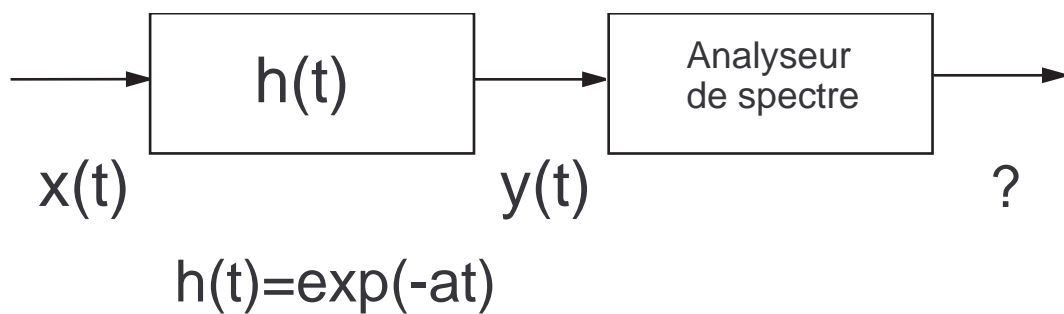 h(t)
Analyseur
de spectre
x(t)
y(t)
?
h(t)=exp(-at)